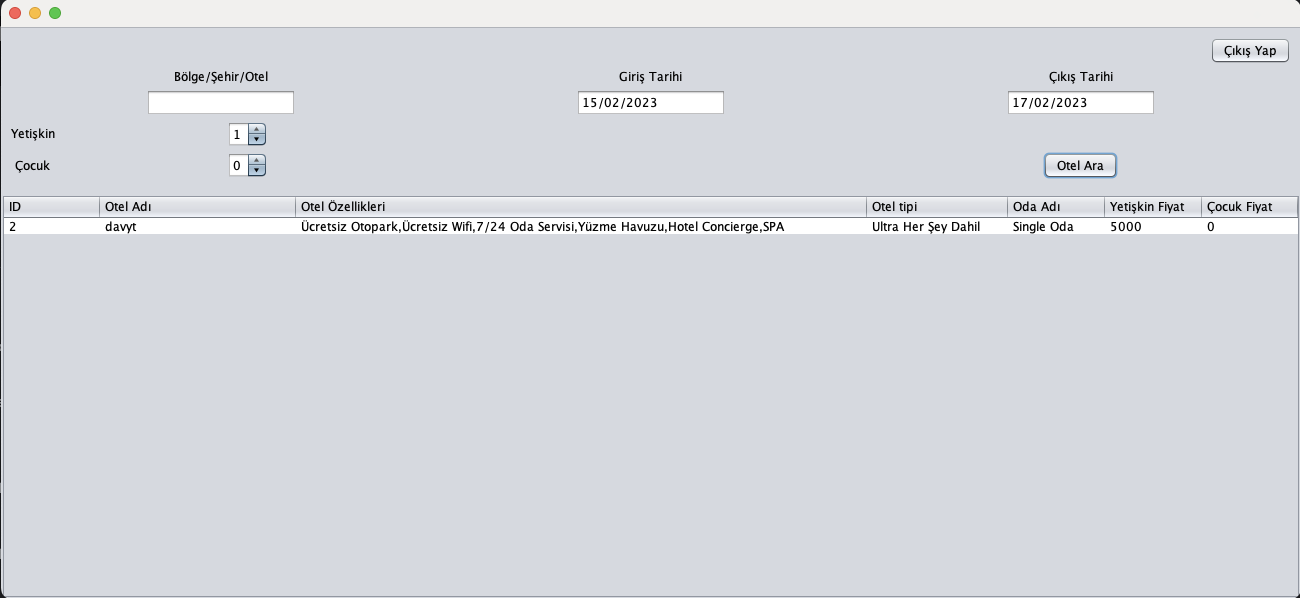 Çıkış Yap
Bölge/Şehir/Otel Giriş Tarihi Çıkış Tarihi
15/02/2023 17/02/2023
Yetişkin 1
Çocuk 0 Otel Ara
ID Otel Adı Otel Özellikleri Otel tipi Oda Adı Yetişkin Fiyat Çocuk Fiyat
2 davyt Ücretsiz Otopark,Ücretsiz Wifi,7/24 Oda Servisi,Yüzme Havuzu,Hotel Concierge,SPA Ultra Her Şey Dahil Single Oda 5000 0